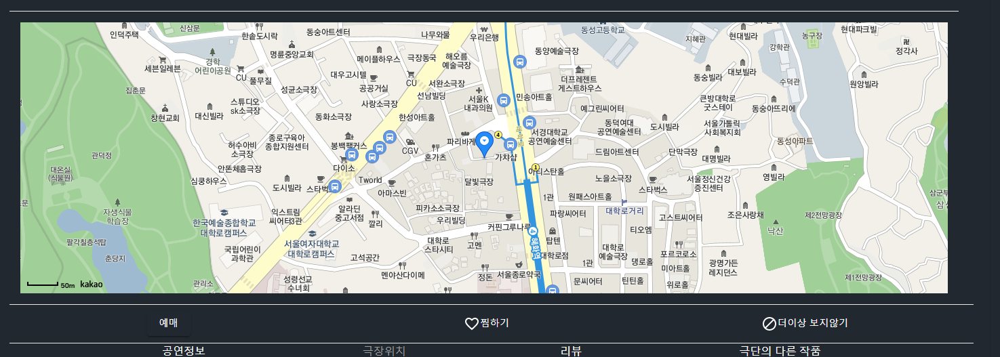 인덕주택
신삼문
한솥도시락
동숭아트센터
나무와물
우리은행
동성고등학교
지혜관
현대빌라
농구장
현대파크빌
명륜중앙교회
메이플하우스
극장동국
해오름
예술극장
동양예술극장
강학관
정각사
세븐일레븐
경학
어린이공원
CU
풀무질
대우고시텔
CU
더프레젠트
게스트하우스
동숭빌라
대보빌라
수덕관
원앙빌라
집춘문
성균소극장
공공거실
서완소극장
선남빌딩
서울K
내과의원
민송아트홀
큰방대학로
굿스테이
창현교회
대신빌라
스튜디오
sk소극장
동화소극장
사랑소극장
한성아트홀
예그린씨어터
동덕여대
공연예술센터
도시빌라
서울가톨릭
사회복지회
동숭아뜨리에
종로구육아
종합지원센터
봉백팩커스
CGV
혼가츠
파리바게
4
가챠샵
서경대학교
공연예술센터
드림아트센터
단막극장
대명빌라
동성아파트
관덕정
대온실
(식물원)
허수아비
소극장
안똔체홉극장
심쿵하우스
도시빌라
스타벅스
다이소
Tworld
아마스빈
달빛극장
1
아티스탄홀
노을소극장
스타벅스
서울정신건강
증진센터
영빌라
자생식물
학습장
한국예술종합학교
대학로캠퍼스
익스트림
씨어터3관
알라딘
중고서점
깔리
피카소소극장
우리빌딩
커핀그루나루
1관
원패스아트홀
파랑씨어터
대학로거리
고스트씨어터
조은사랑채
낙산
제2전망광장
팔각칠층석탑
춘당지
국립어린이
과학관
서울여자대학교
대학로캠퍼스
고석공간
대학로
스타시티
고멘
4
혜화역
탑텐
대학로점
티오엠
대학로
예술극장
1관
댕로홀
포르코로소
미아트홀
광명가든
레지던스
관리소
성령선교
수녀회
멘야산다이메
정돈
서울종로약국
문씨어터
틴틴홀
위로홀
제1전망광장
50m kakao
예매
찜하기
더이상 보지않기
공연정보
극장위치
리뷰
극단의 다른 작품